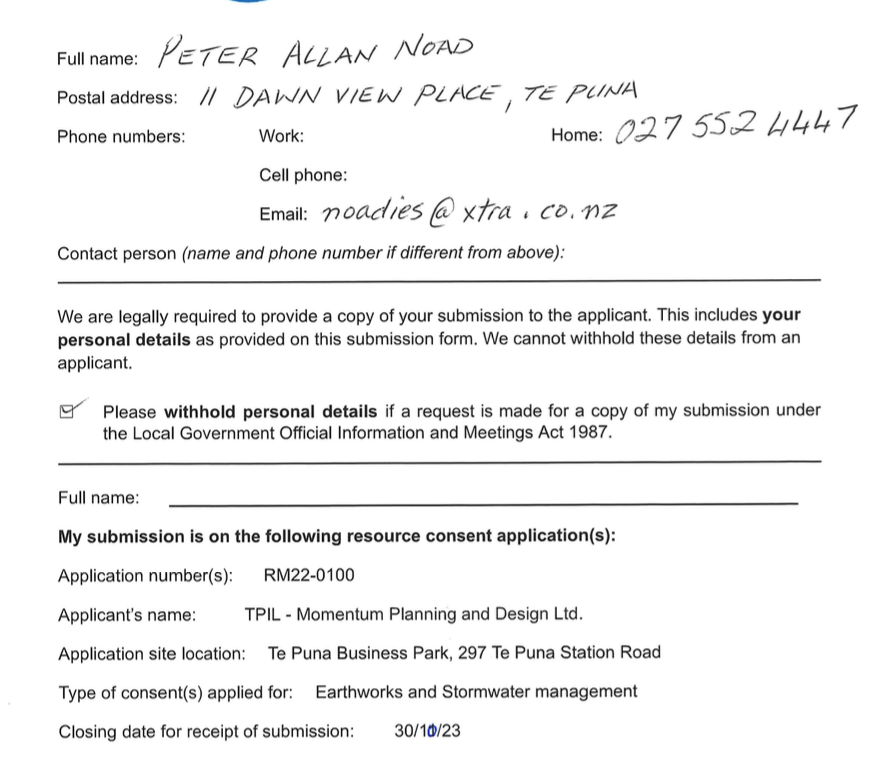 Full name: PETER ALLAN NOAD
Postal address: 11 DAWN VIEW PLACE, TE PUNA
Phone numbers: Work: Home: 027 552 4447
Cell phone:
Email: noadies@xtra.co.nz
Contact person (name and phone number if different from above):
We are legally required to provide a copy of your submission to the applicant. This includes your
personal details as provided on this submission form. We cannot withhold these details from an
applicant.
Please withhold personal details if a request is made for a copy of my submission under
the Local Government Official Information and Meetings Act 1987.
Full name:
My submission is on the following resource consent application(s):
Application number(s): RM22-0100
Applicant's name: TPIL - Momentum Planning and Design Ltd.
Application site location: Te Puna Business Park, 297 Te Puna Station Road
Type of consent(s) applied for: Earthworks and Stormwater management
Closing date for receipt of submission: 30/10/23